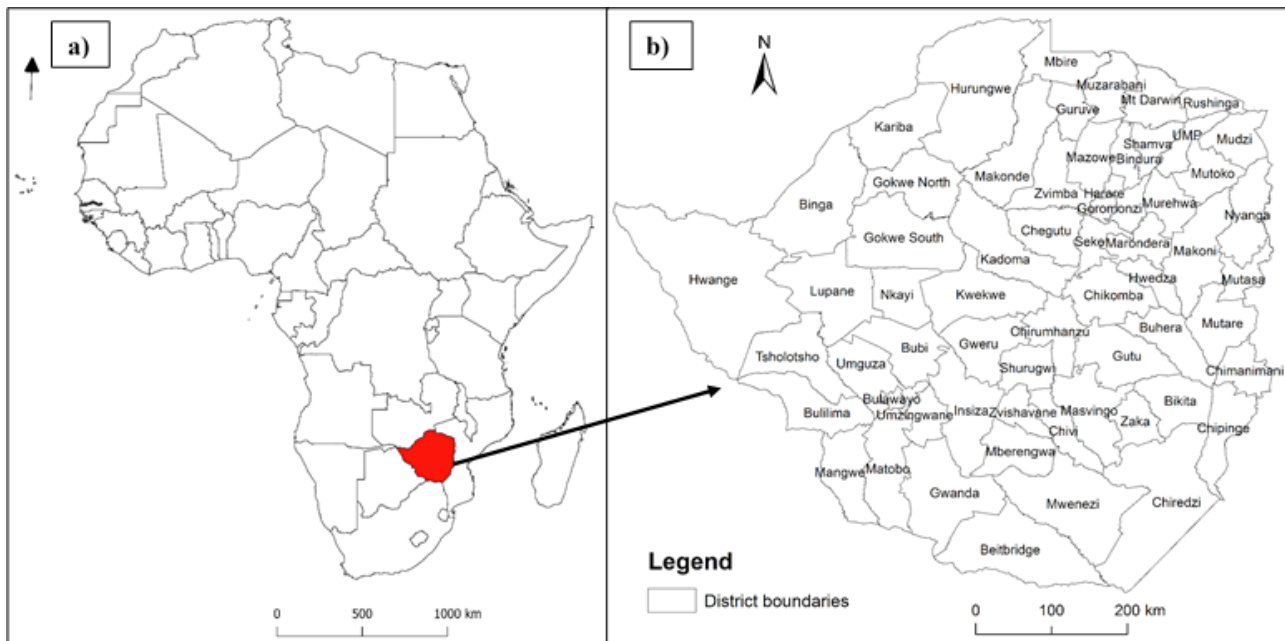 a)
0 500 1000 km
b)
N
Mbire
Hurungwe
Muzarabani
Mt Darwin
Rushinga
Guruve
Kariba
UMP
Mudzi
Shamva
Mazowe
Bindura
Mutoko
Makonde
Gokwe North
Zvimba
Harare
Murehwa
Goromonzi
Binga
Nyanga
Chegutu
Gokwe South
Seke
Marondera
Makoni
Kadoma
Hwange
Hwedza
Mutasa
Lupane
Nkayi
Kwekwe
Chikomba
Chirumhanzu
Buhera
Mutare
Gweru
Bubi
Tsholotsho
Umguza
Gutu
Shurugwi
Chimanimani
Bulawayo
Bikita
Bulilima
Umzingwane
Insiza
Zvishavane
Masvingo
Zaka
Chipinge
Chivi
Mberengwa
Mangwe
Matobo
Gwanda
Mwenezi
Chiredzi
Beitbridge
Legend
District boundaries
0 100 200 km